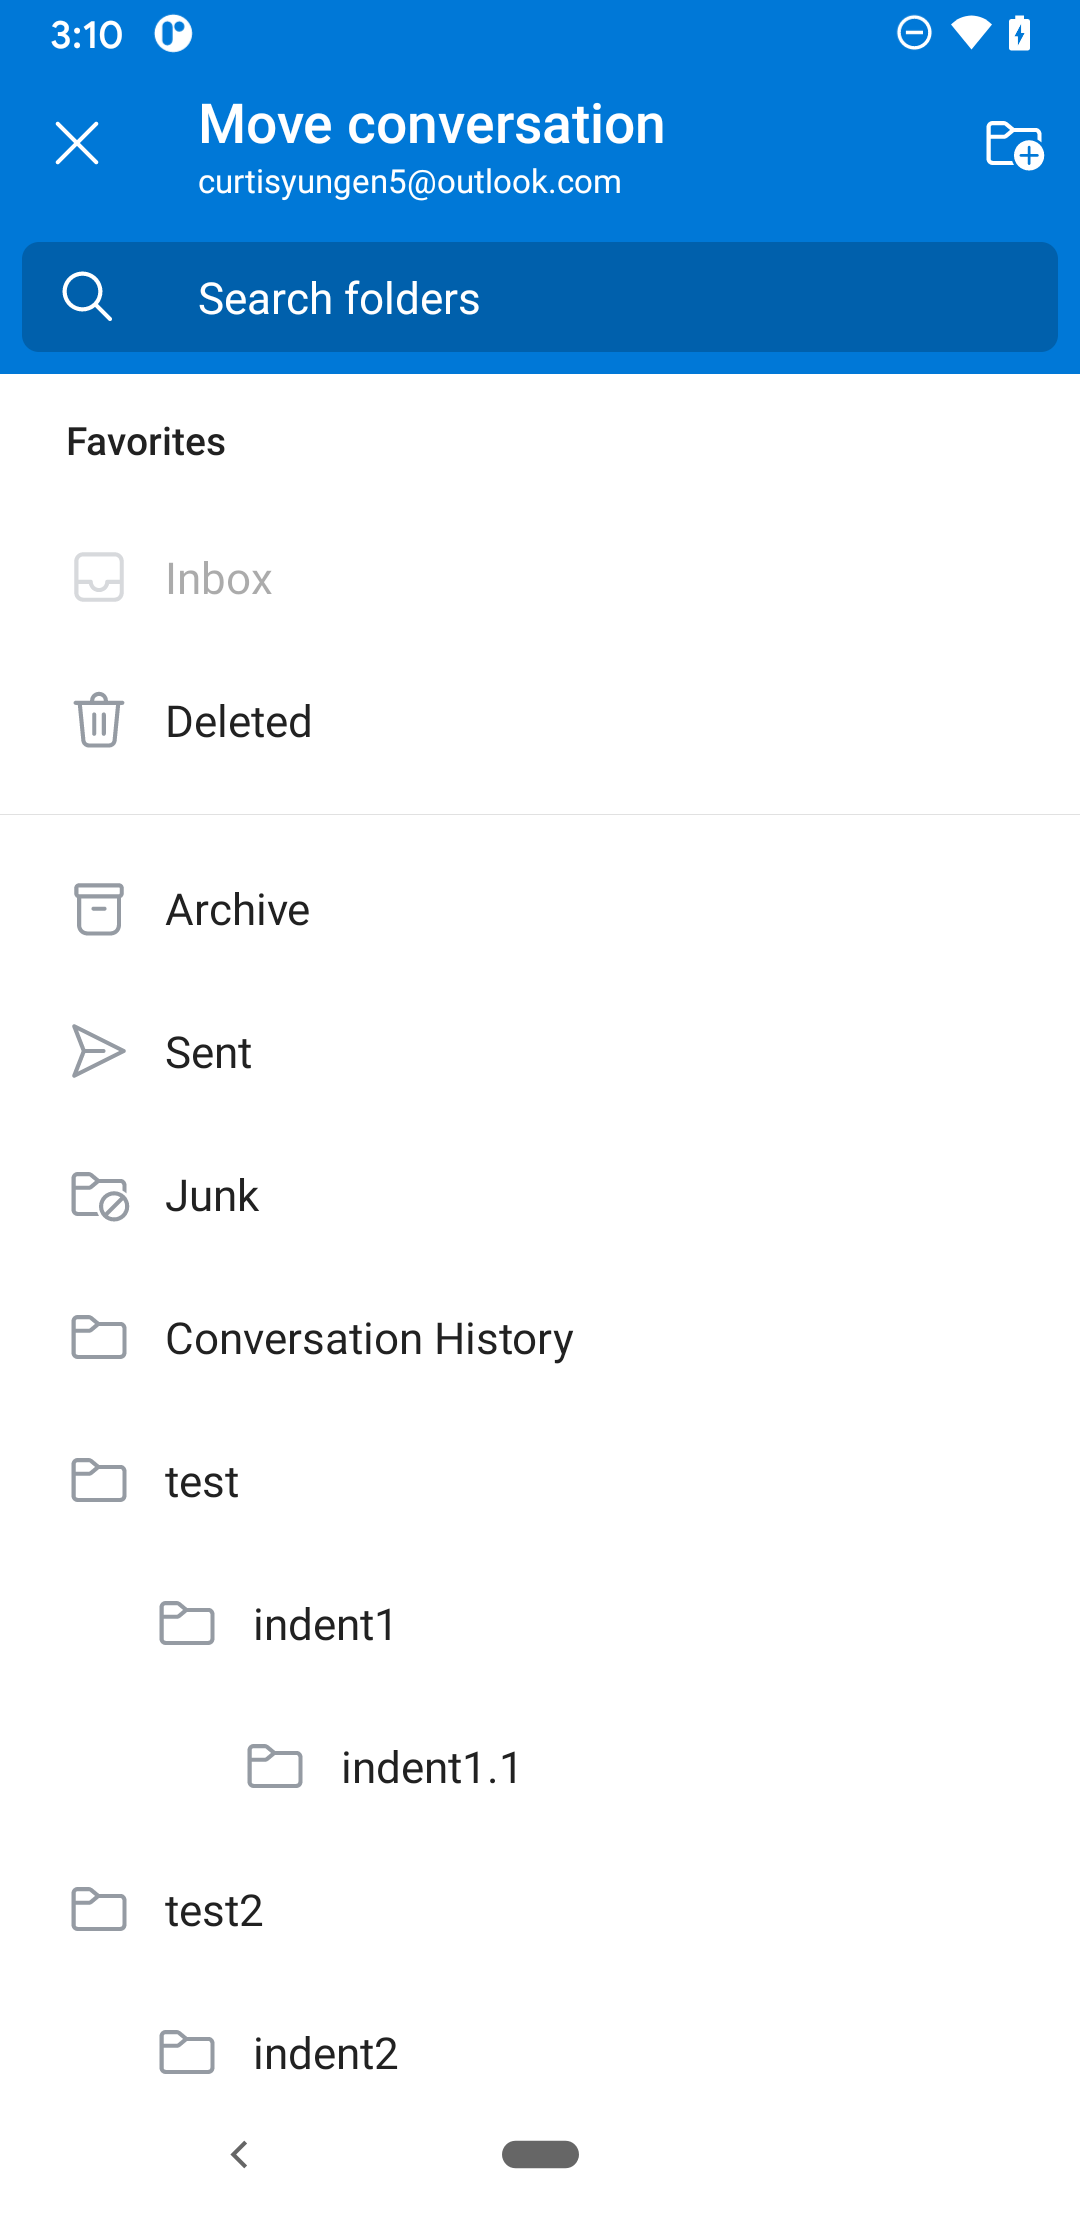 3:10
Move conversation
curtisyungen5@outlook.com
Search folders
Favorites
Inbox
Deleted
Archive
Sent
Junk
Conversation History
test
indent1
indent1.1
test2
indent2